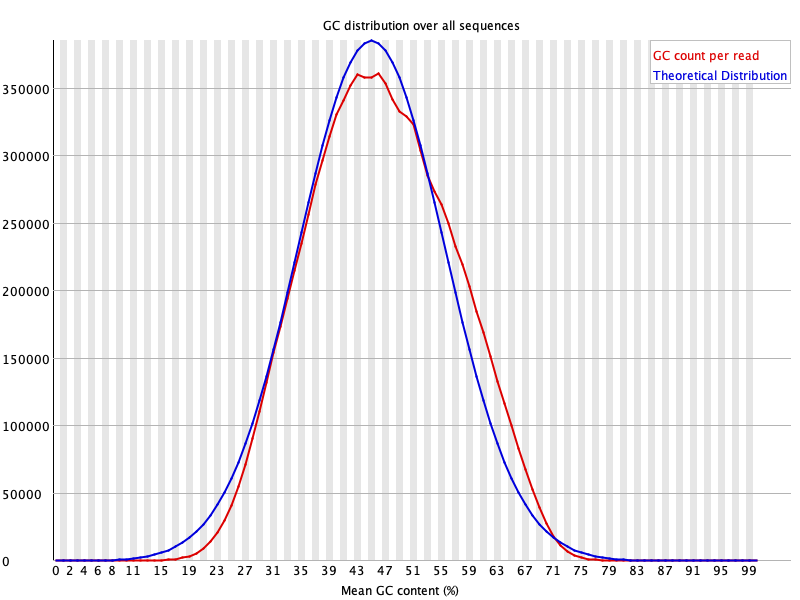 GC distribution over all sequences
GC count per read
Theoretical Distribution
350000
300000
250000
200000
150000
100000
50000
0
0 2 4 6 8 11 15 19 23 27 31 35 39 43 47 51 55 59 63 67 71 75 79 83 87 91 95 99
Mean GC content (%)